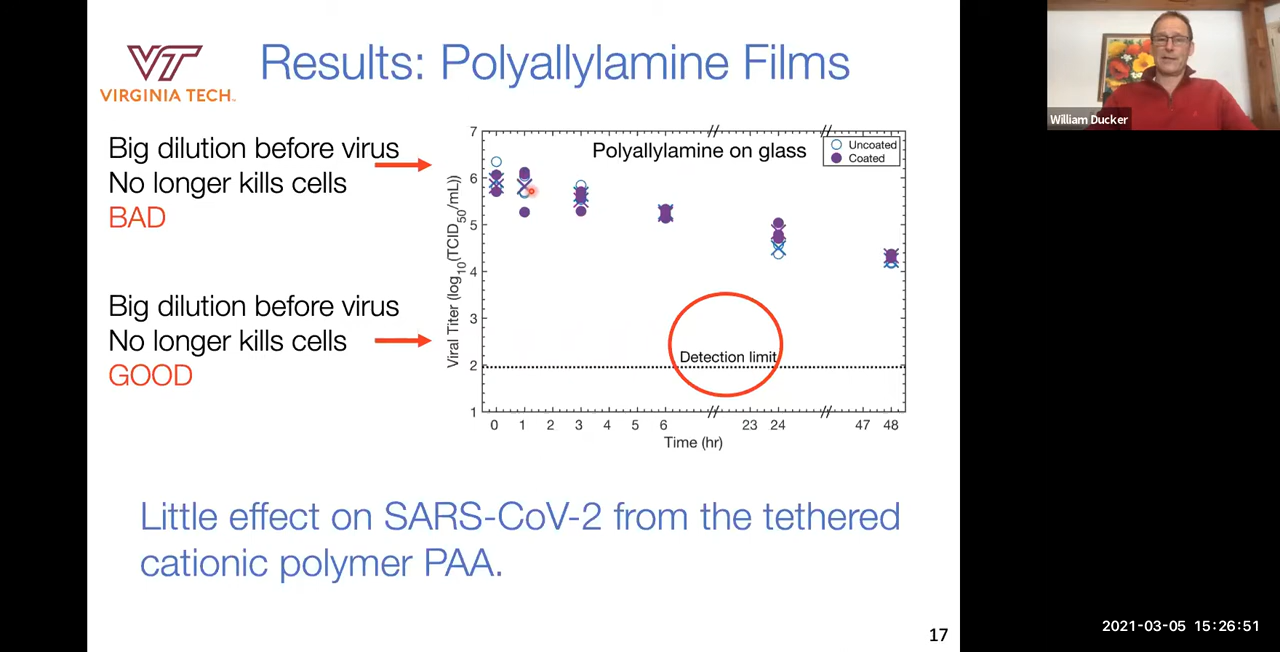 VT
VIRGINIA TECH™
Results: Polyallylamine Films
Big dilution before virus
No longer kills cells
BAD
Big dilution before virus
No longer kills cells
GOOD
Polyallylamine on glass
Uncoated
Coated
Viral Titer (log10(TCID50/mL))
7
6
5
4
3
2
1
Detection limit
0 1 2 3 4 5 6 23 24 47 48
Time (hr)
Little effect on SARS-CoV-2 from the tethered
cationic polymer PAA.
17
William Ducker
2021-03-05 15:26:51